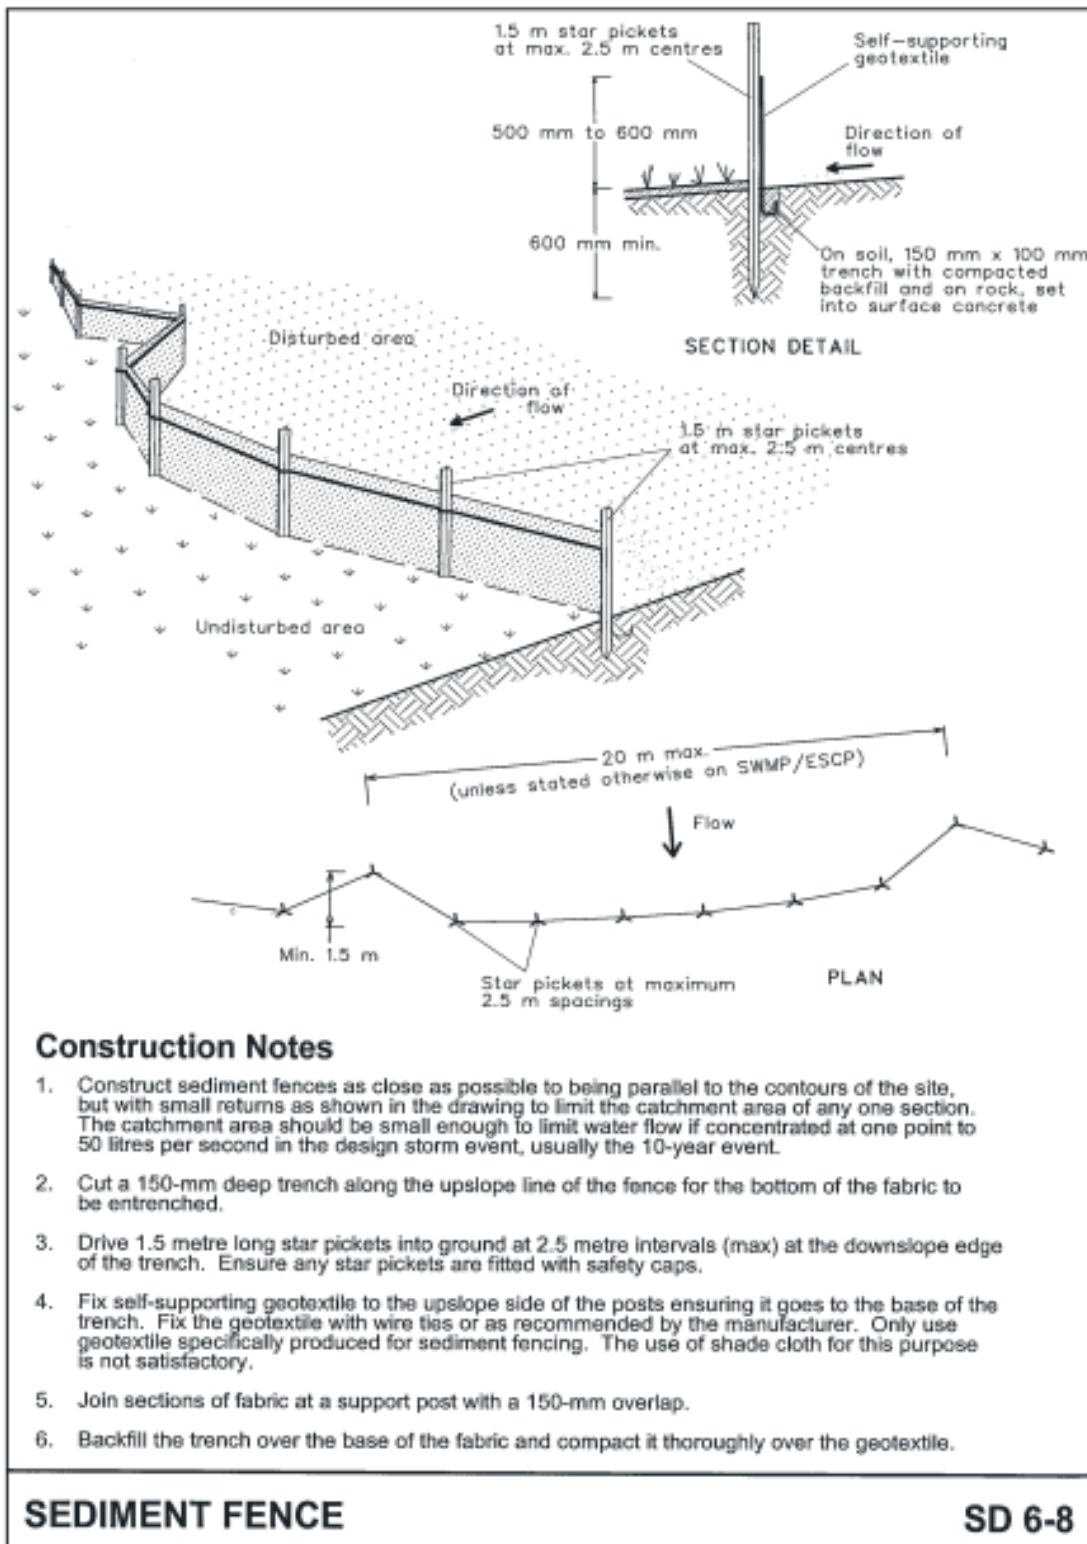 1.5 m star pickets
at max. 2.5 m centres
Self-supporting
geotextile
500 mm to 600 mm
Direction of
flow
600 mm min.
On soil, 150 mm x 100 mm
trench with compacted
backfill and on rock, set
into surface concrete
SECTION DETAIL
Disturbed area
Direction of
flow
1.5 m star pickets
at max. 2.5 m centres
Undisturbed area
20 m max.
(unless stated otherwise on SWMP/ESCP)
Flow
Min. 1.5 m
Star pickets at maximum
2.5 m spacings
PLAN
Construction Notes
1. Construct sediment fences as close as possible to being parallel to the contours of the site,
but with small returns as shown in the drawing to limit the catchment area of any one section.
The catchment area should be small enough to limit water flow if concentrated at one point to
50 litres per second in the design storm event, usually the 10-year event.
2. Cut a 150-mm deep trench along the upslope line of the fence for the bottom of the fabric to
be entrenched.
3. Drive 1.5 metre long star pickets into ground at 2.5 metre intervals (max) at the downslope edge
of the trench. Ensure any star pickets are fitted with safety caps.
4. Fix self-supporting geotextile to the upslope side of the posts ensuring it goes to the base of the
trench. Fix the geotextile with wire ties or as recommended by the manufacturer. Only use
geotextile specifically produced for sediment fencing. The use of shade cloth for this purpose
is not satisfactory.
5. Join sections of fabric at a support post with a 150-mm overlap.
6. Backfill the trench over the base of the fabric and compact it thoroughly over the geotextile.
SEDIMENT FENCE
SD 6-8